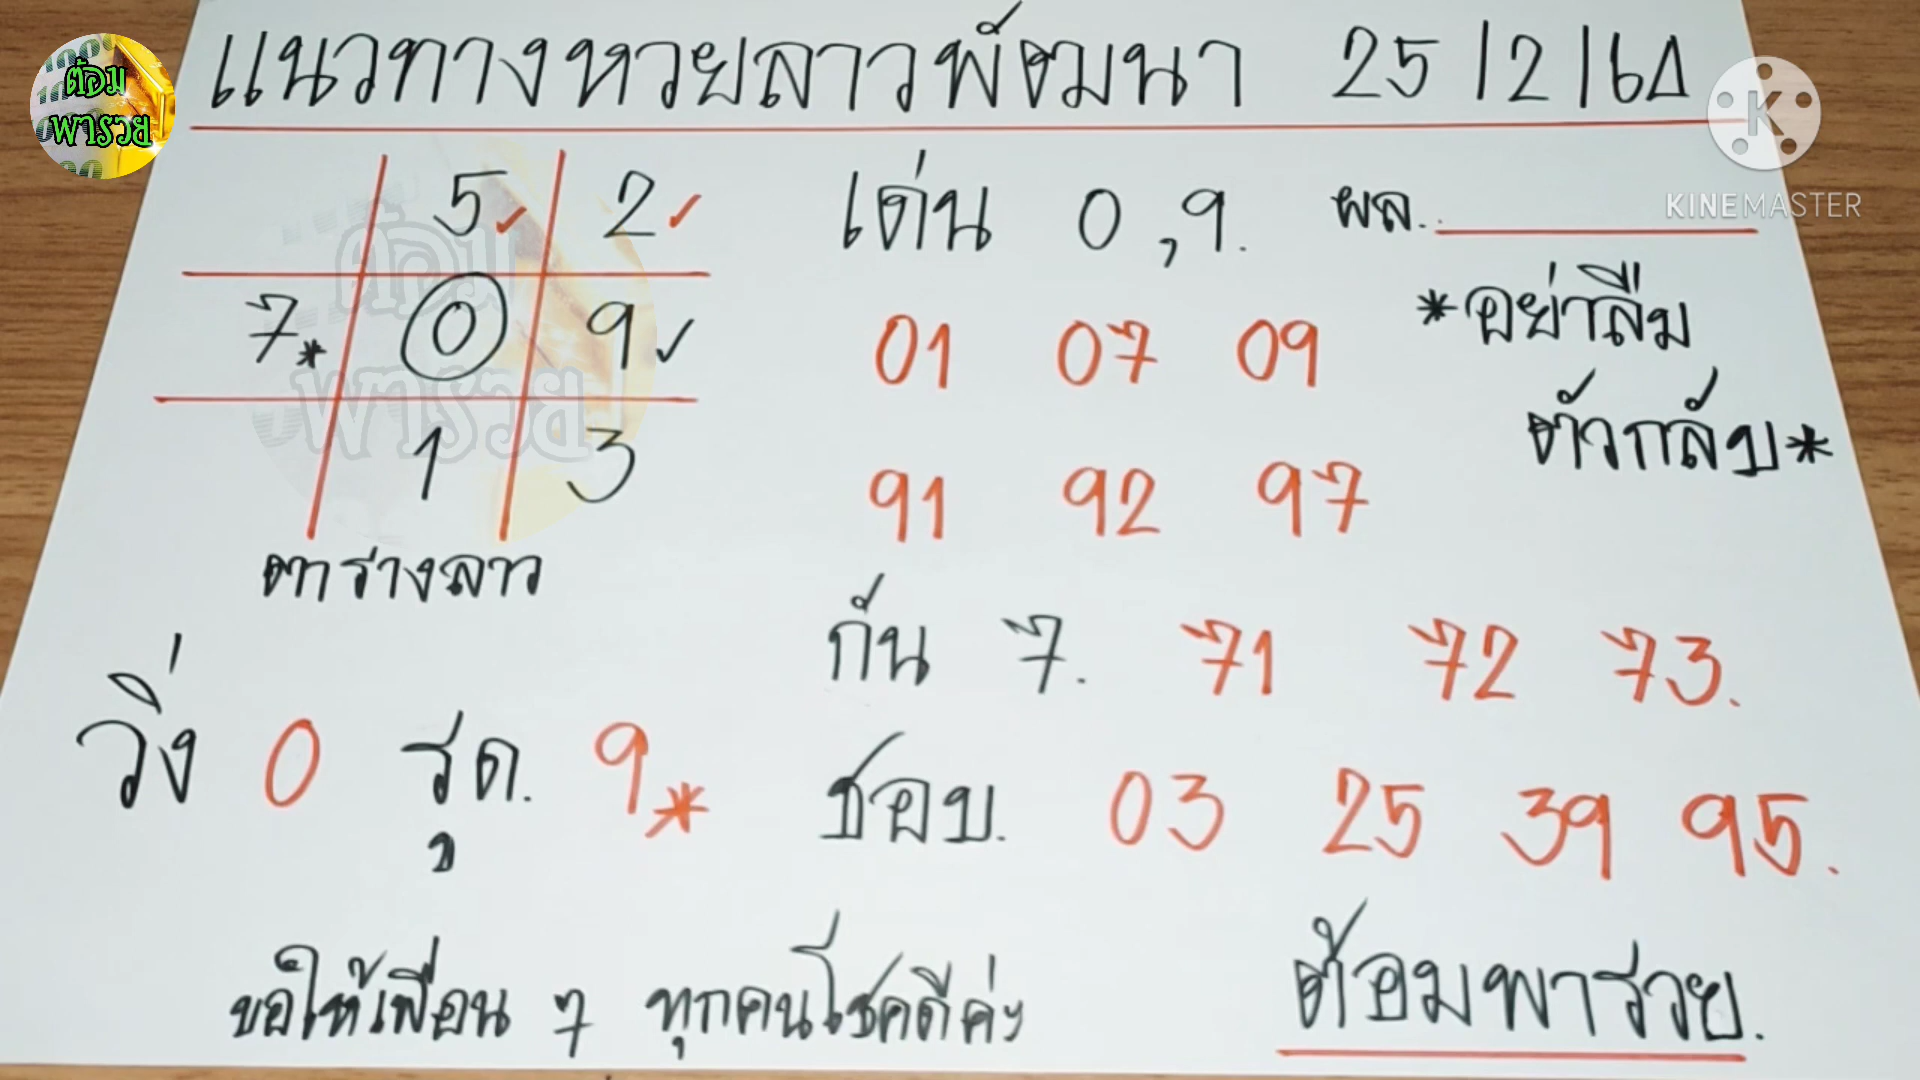 ต้อม
พารวย
แนวทางหวยลาวพัฒนา 25/2/64
KINEMASTER
5 2
7* 0 9
1 3
ตารางลาว
เด่น 0,9.
ผล..
*อย่าลืม
ตัวกลับ*
01 07 09
91 92 97
กั๋น 7. 71 72 73.
วิ่ง 0 รูด. 9*
ชอบ. 03 25 39 95.
ขอให้เพื่อน ๆ ทุกคนโชคดีค่ะ
ต้อมพารวย.